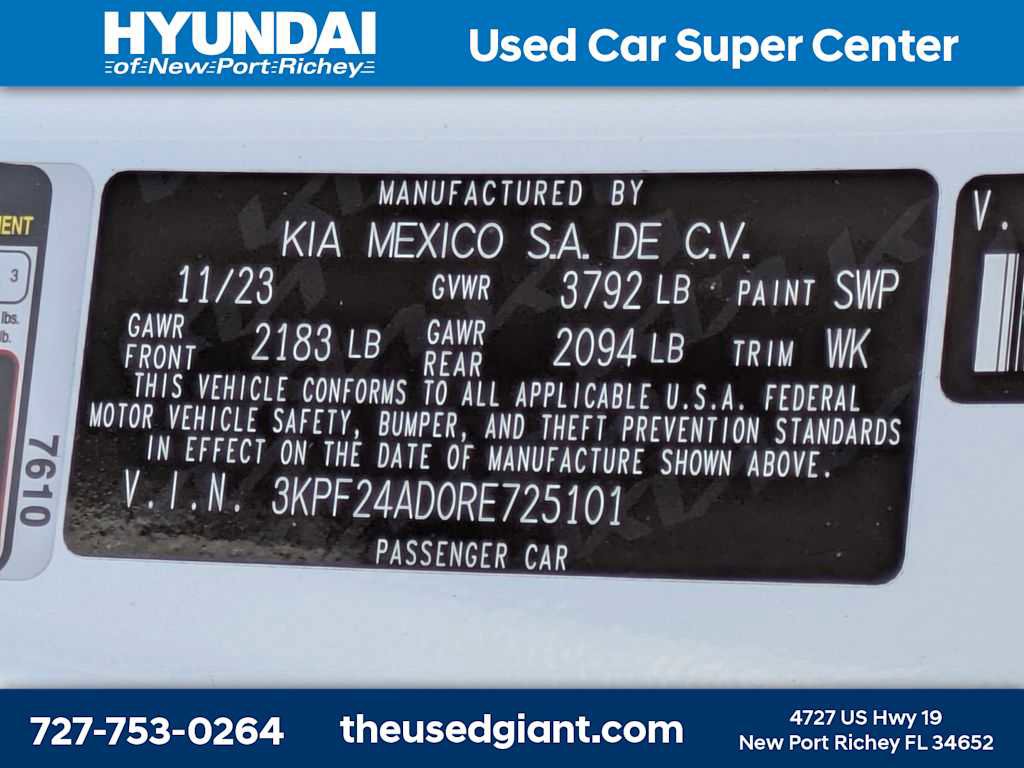 HYUNDAI
of New Port Richey
Used Car Super Center
MANUFACTURED BY
KIA MEXICO S.A. DE C.V.
11/23 GVWR 3792 LB PAINT SWP
GAWR FRONT 2183 LB GAWR REAR 2094 LB TRIM WK
THIS VEHICLE CONFORMS TO ALL APPLICABLE U.S.A. FEDERAL
MOTOR VEHICLE SAFETY, BUMPER, AND THEFT PREVENTION STANDARDS
IN EFFECT ON THE DATE OF MANUFACTURE SHOWN ABOVE.
V.I.N. 3KPF24AD0RE725101
PASSENGER CAR
3
lbs.
lb.
7610
V.
727-753-0264
theusedgiant.com
4727 US Hwy 19
New Port Richey FL 34652